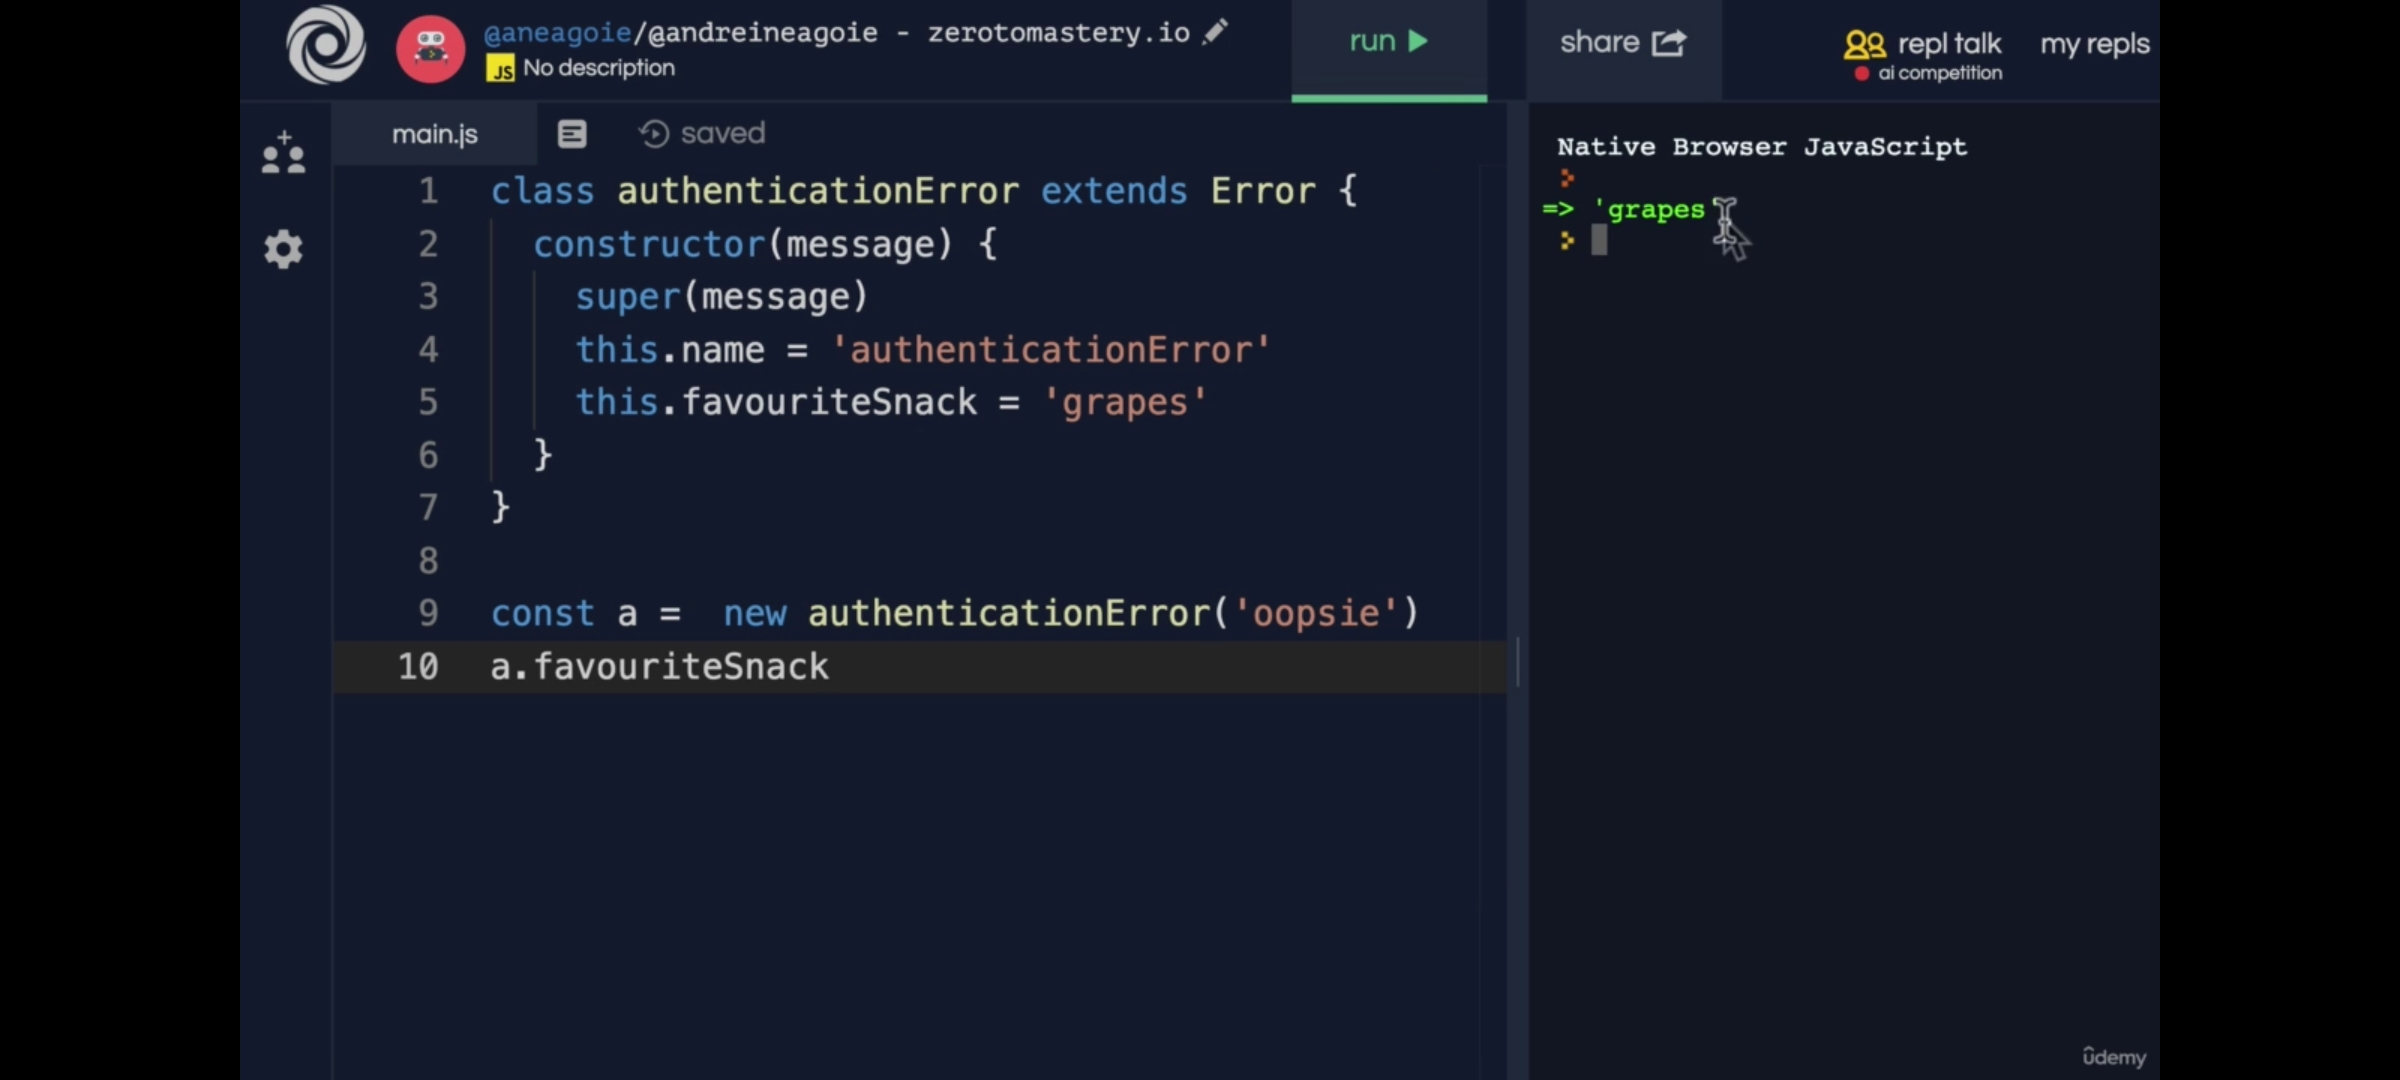 @aneagoie/@andreineagoie - zerotomastery.io
JS No description
run
share
repl talk
ai competition
my repls
main.js
saved
1 class authenticationError extends Error {
2 constructor(message) {
3 super(message)
4 this.name = 'authenticationError'
5 this.favouriteSnack = 'grapes'
6 }
7 }
8
9 const a =  new authenticationError('oopsie')
10 a.favouriteSnack
Native Browser JavaScript
=> 'grapes'
ûdemy